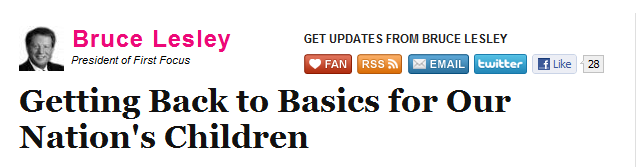 Bruce Lesley
President of First Focus
GET UPDATES FROM BRUCE LESLEY
FAN RSS EMAIL twitter Like 28
Getting Back to Basics for Our
Nation's Children